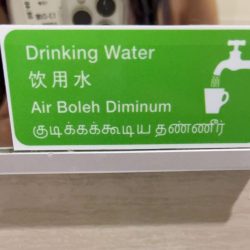 Drinking Water
饮用水
Air Boleh Diminum
குடிக்கக்கூடிய தண்ணீர்